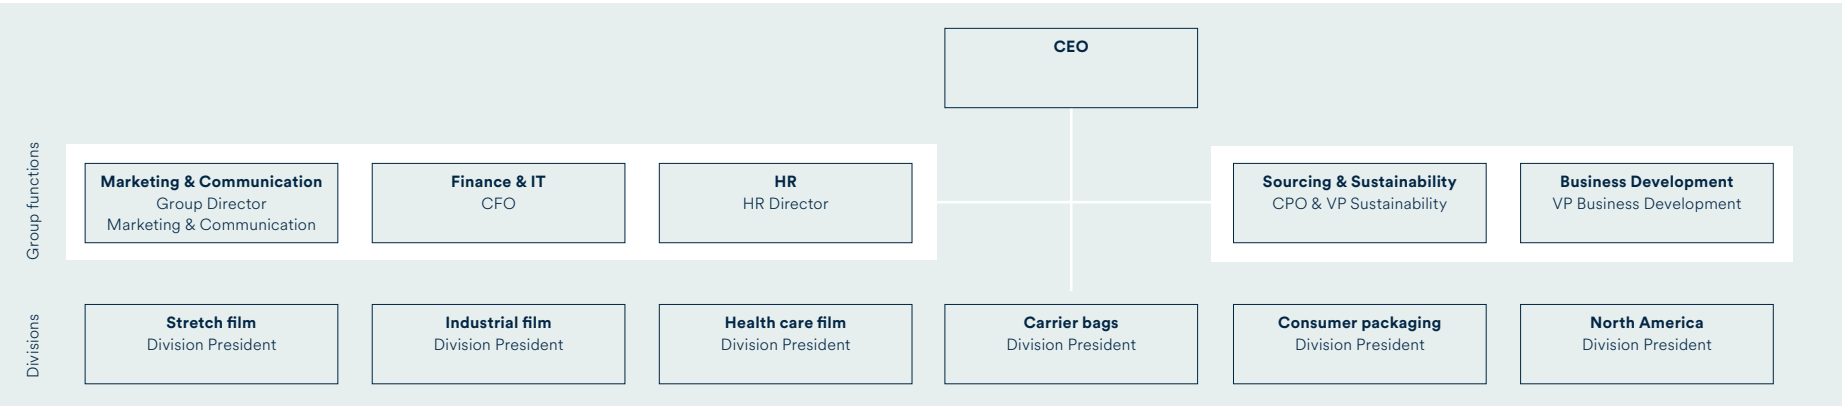 CEO
Group functions
Marketing & Communication
Group Director
Marketing & Communication
Finance & IT
CFO
HR
HR Director
Sourcing & Sustainability
CPO & VP Sustainability
Business Development
VP Business Development
Divisions
Stretch film
Division President
Industrial film
Division President
Health care film
Division President
Carrier bags
Division President
Consumer packaging
Division President
North America
Division President